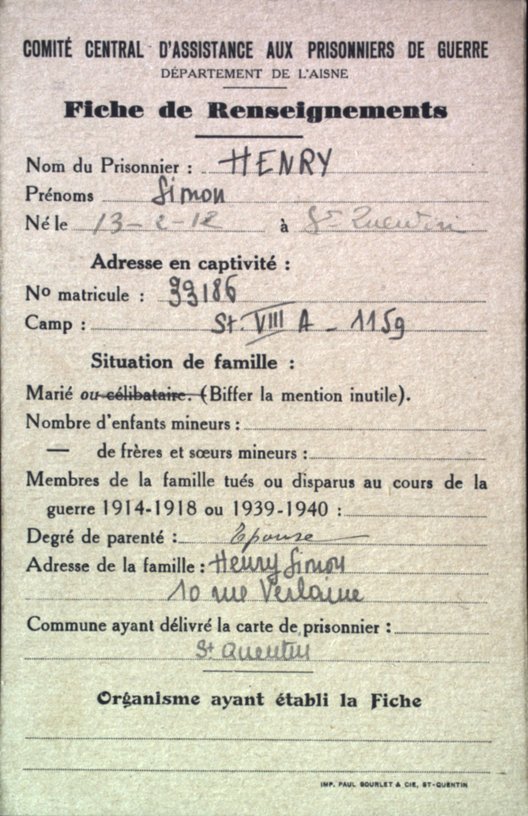 COMITÉ CENTRAL D'ASSISTANCE AUX PRISONNIERS DE GUERRE
DÉPARTEMENT DE L'AISNE
Fiche de Renseignements
Nom du Prisonnier : HENRY
Prénoms Simon
Né le 13-2-12 à St Quentin
Adresse en captivité :
No matricule : 33186
Camp : St. VIII A - 1159
Situation de famille :
Marié ou célibataire. (Biffer la mention inutile).
Nombre d'enfants mineurs :
— de frères et sœurs mineurs :
Membres de la famille tués ou disparus au cours de la
guerre 1914-1918 ou 1939-1940 :
Degré de parenté : Epouse
Adresse de la famille : Henry Simon
10 rue Verlaine
Commune ayant délivré la carte de prisonnier :
St Quentin
Organisme ayant établi la Fiche
IMP. PAUL BOURLET & CIE, ST-QUENTIN